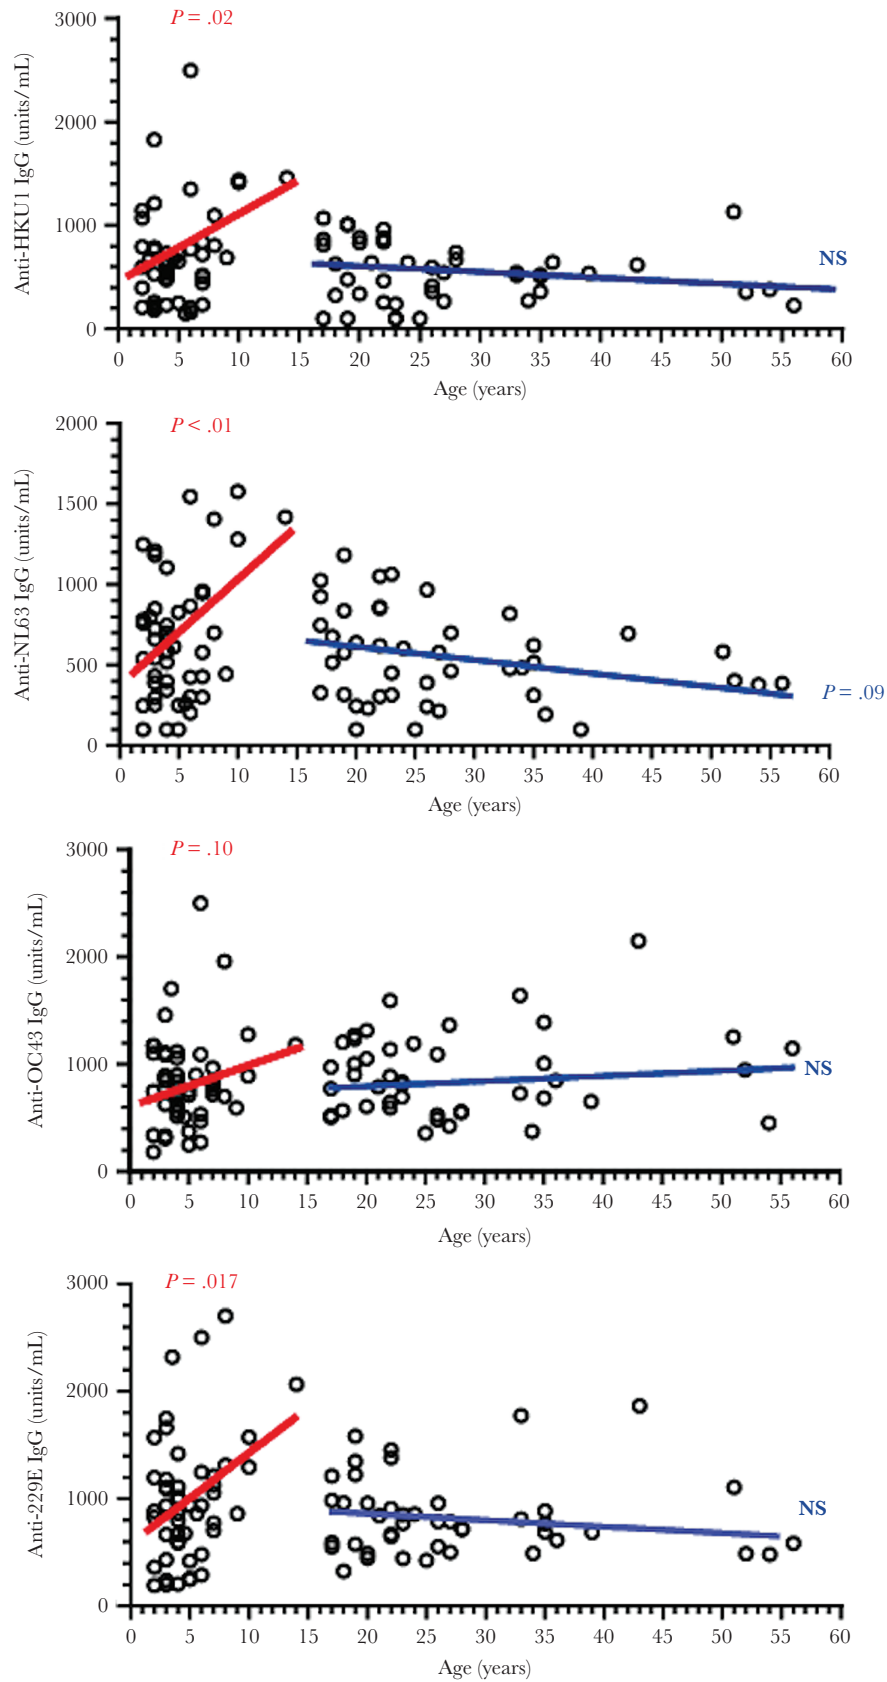 P = .02
3000
2000
1000
0
Anti-HKU1 IgG (units/mL)
NS
0 5 10 15 20 25 30 35 40 45 50 55 60
Age (years)
P < .01
2000
1500
1000
500
0
Anti-NL63 IgG (units/mL)
P = .09
0 5 10 15 20 25 30 35 40 45 50 55 60
Age (years)
P = .10
3000
2000
1000
0
Anti-OC43 IgG (units/mL)
NS
0 5 10 15 20 25 30 35 40 45 50 55 60
Age (years)
P = .017
3000
2000
1000
0
Anti-229E IgG (units/mL)
NS
0 5 10 15 20 25 30 35 40 45 50 55 60
Age (years)